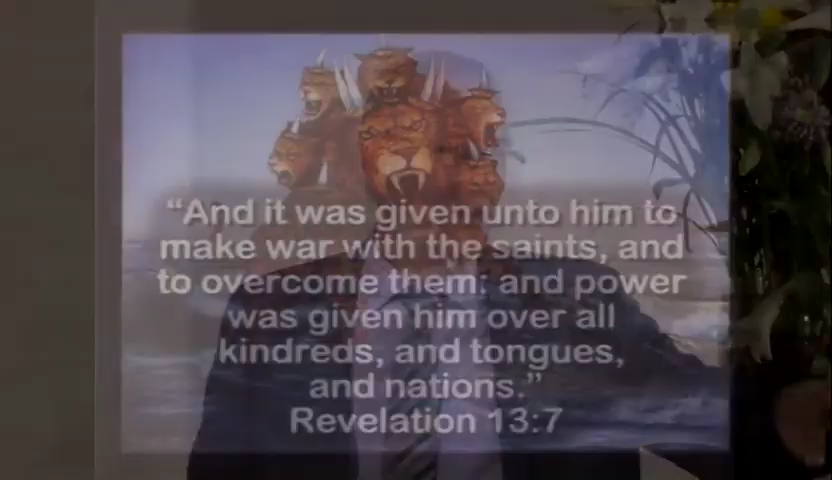 “And it was given unto him to
make war with the saints, and
to overcome them: and power
was given him over all
kindreds, and tongues,
and nations.”
Revelation 13:7